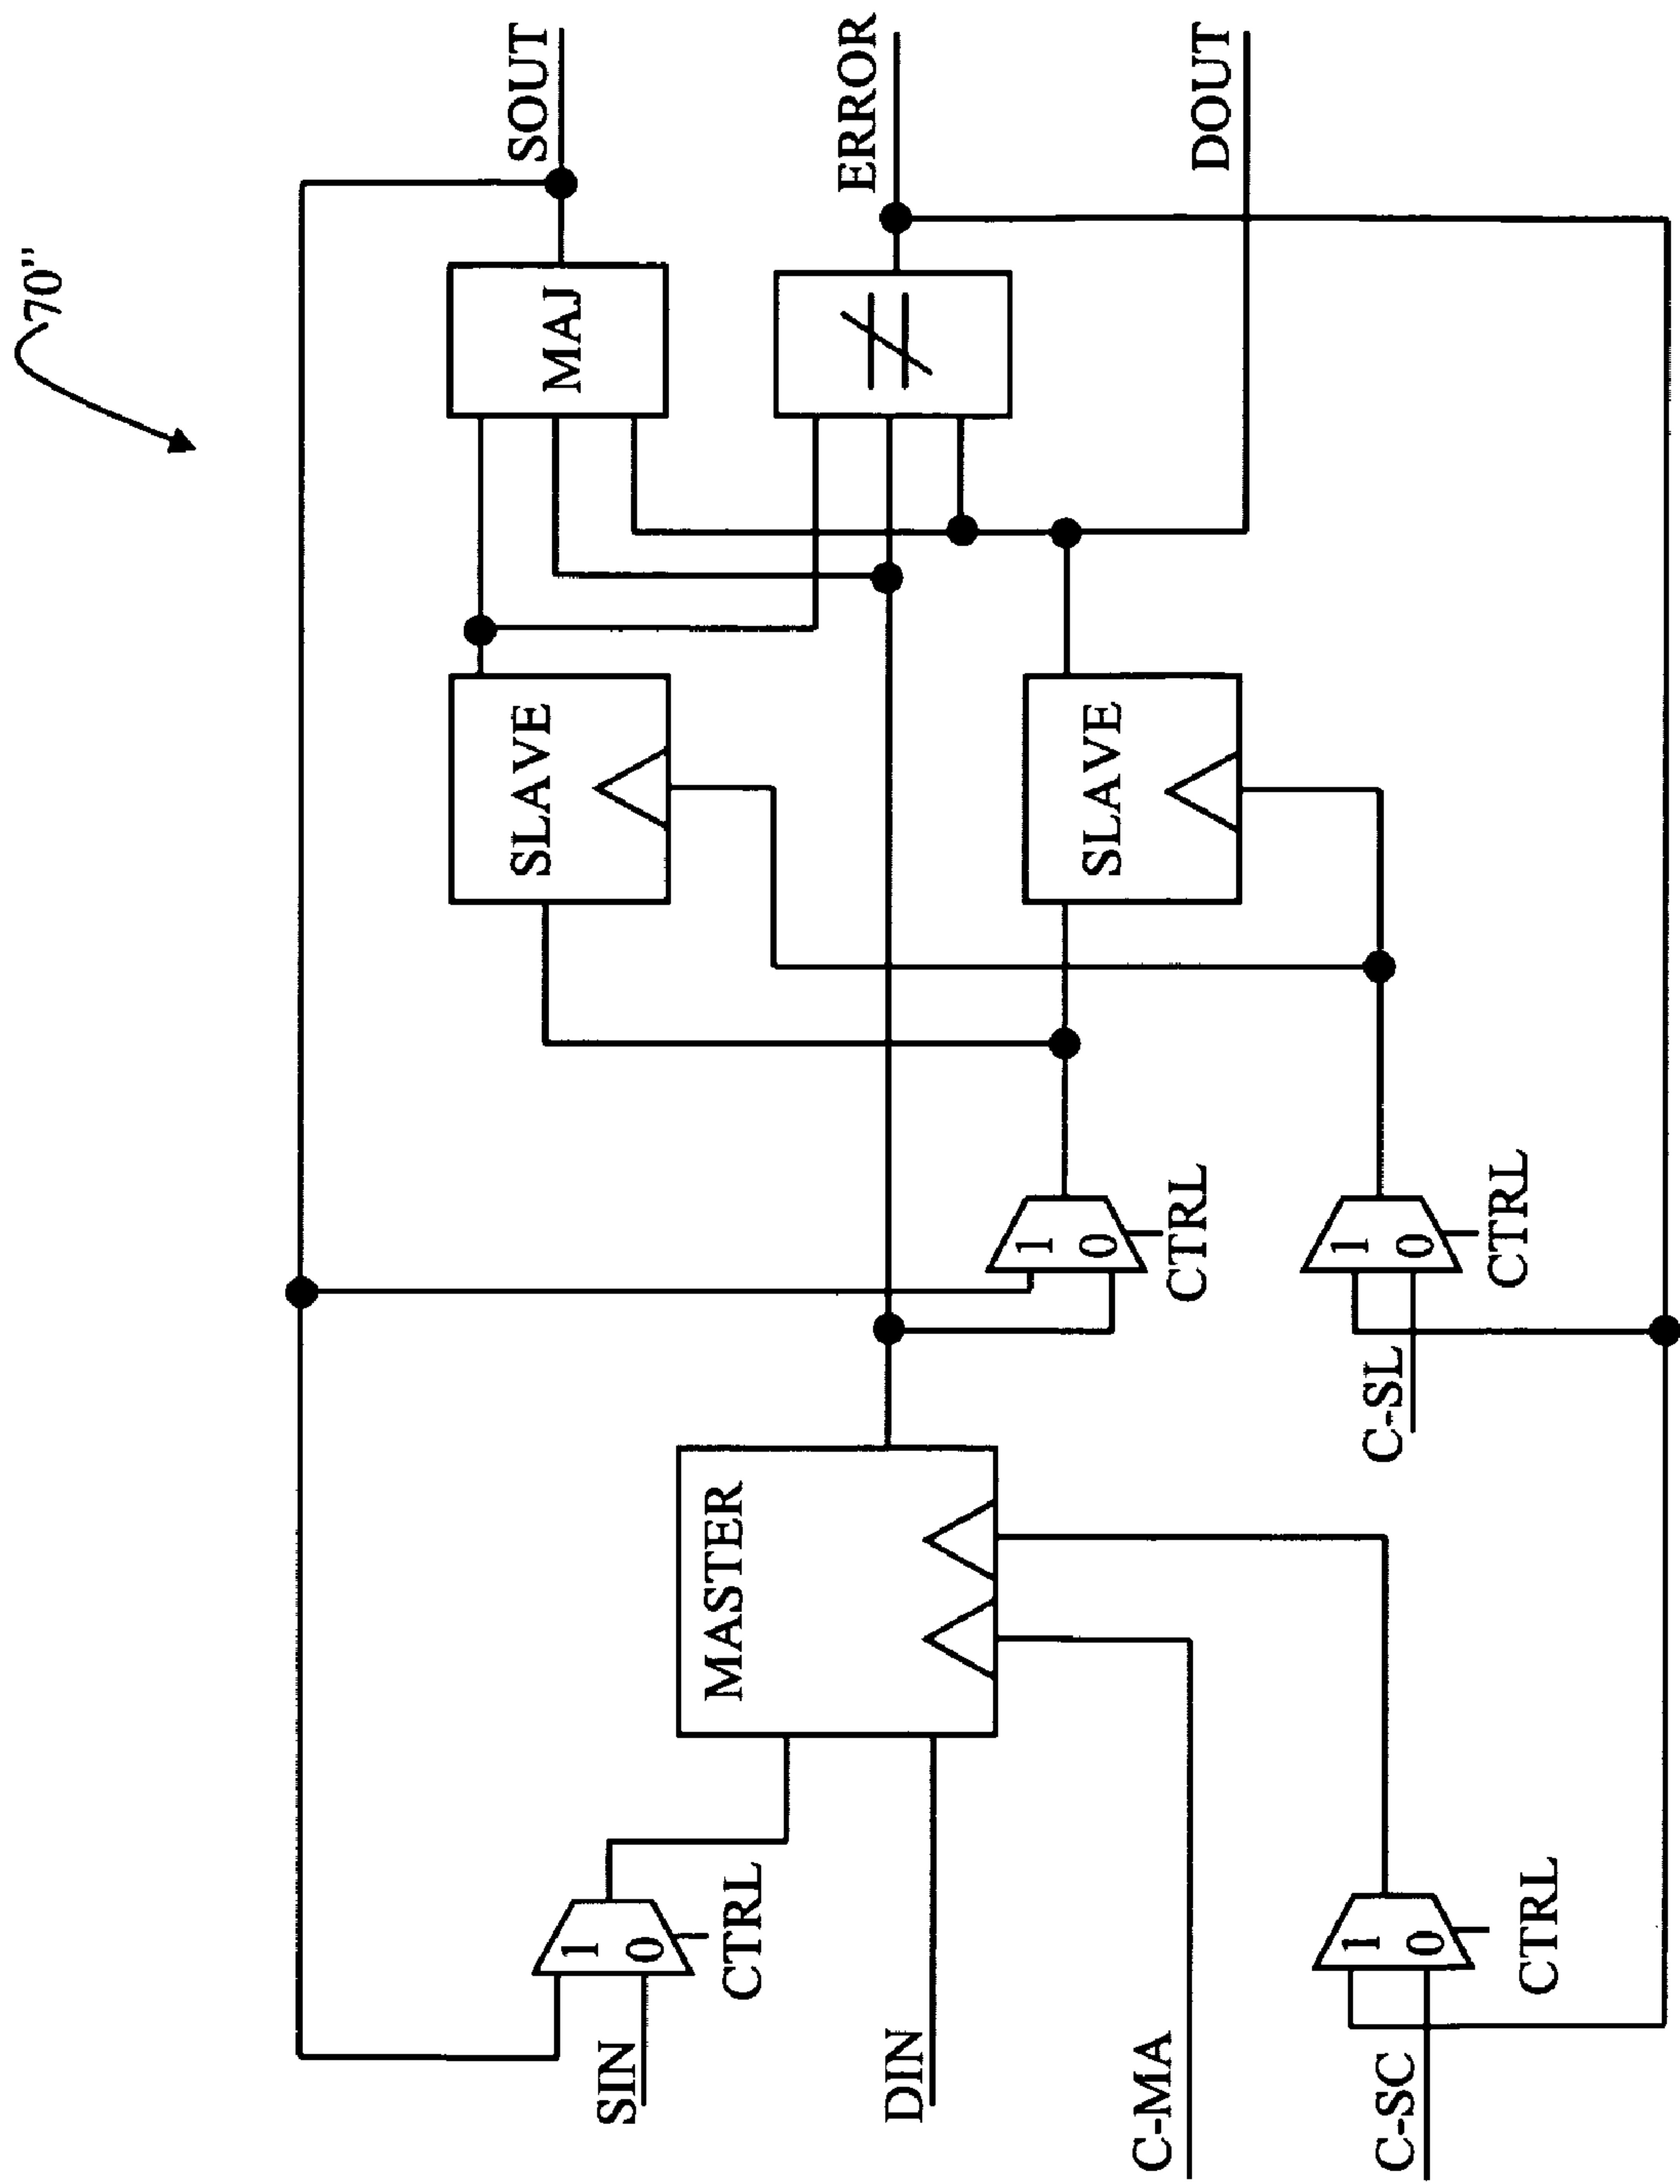 70"
SOUT
ERROR
DOUT
MAJ
SLAVE
SLAVE
1
0
CTRL
1
0
CTRL
C-SL
MASTER
1
0
CTRL
SIN
DIN
C-MA
1
0
CTRL
C-SC